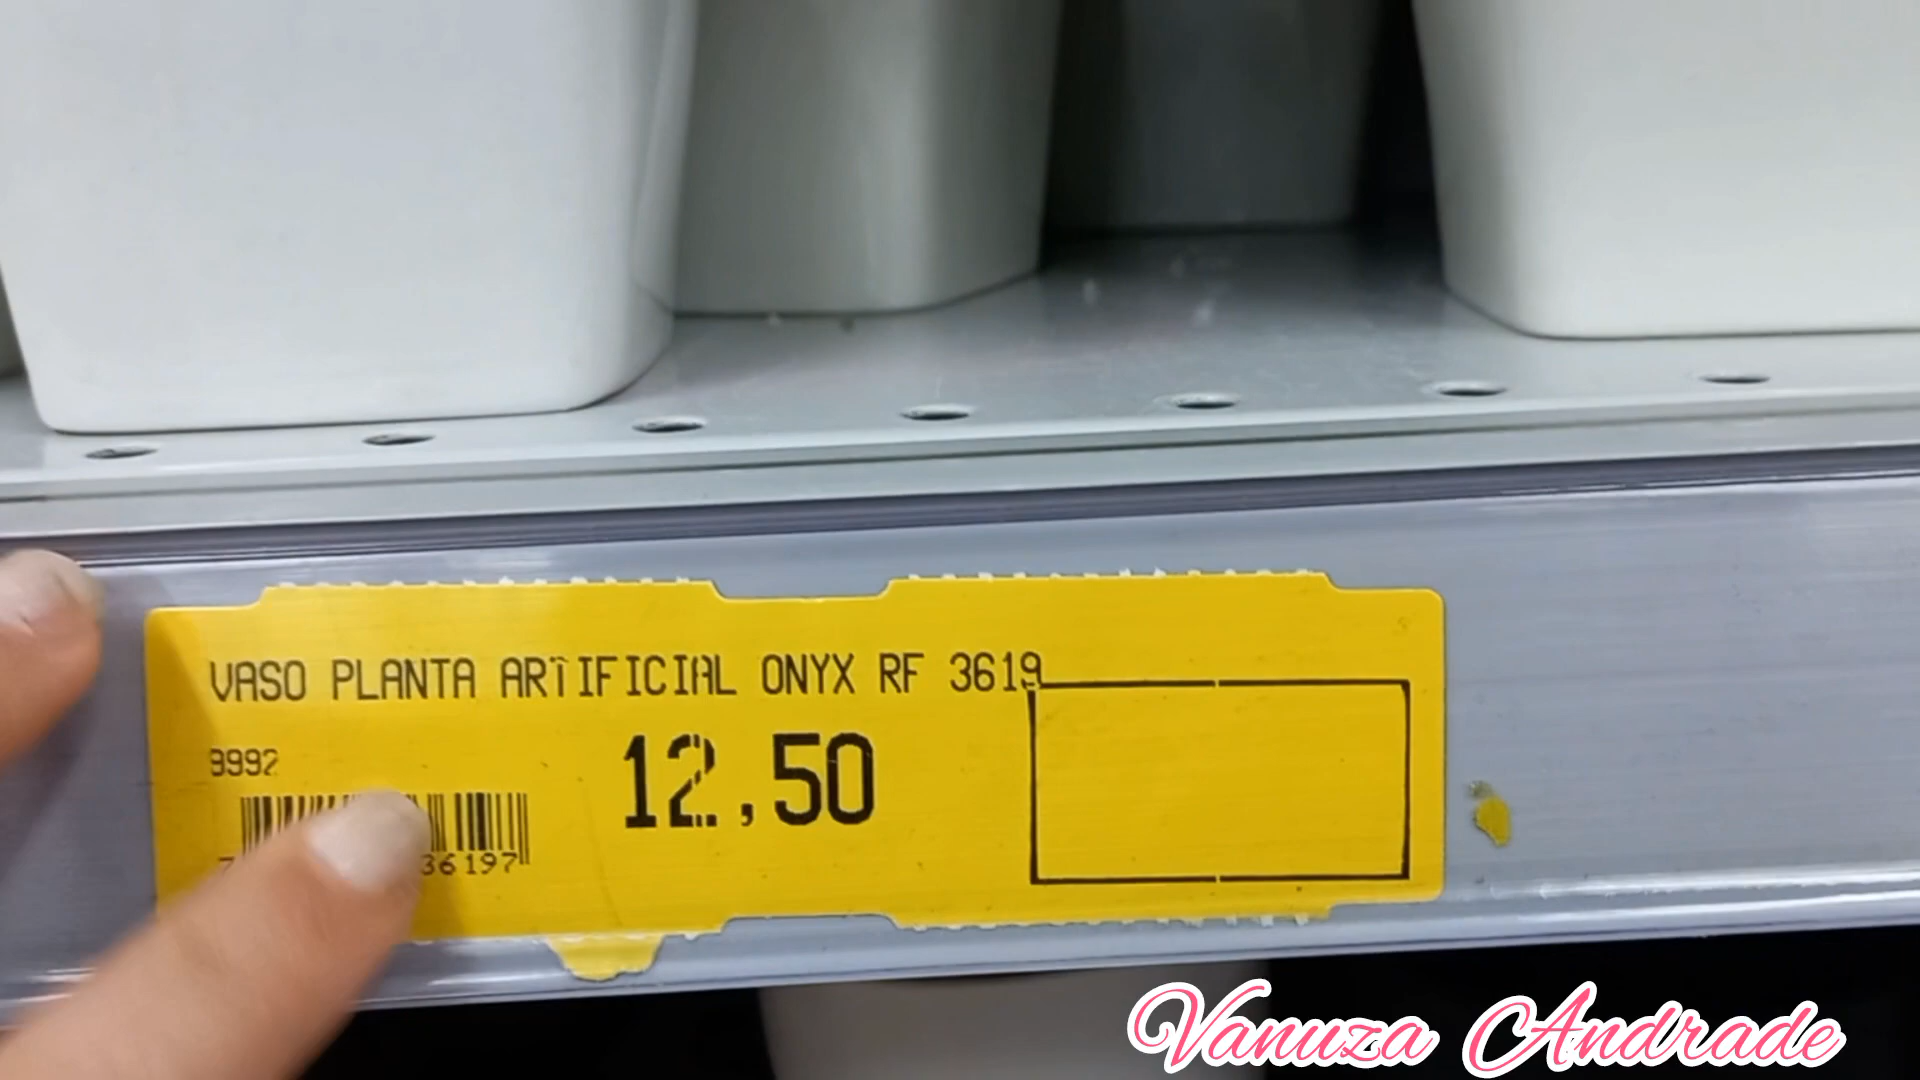 VASO PLANTA ARTIFICIAL ONYX RF 3619
9992
12,50
36197
Vanuza Andrade